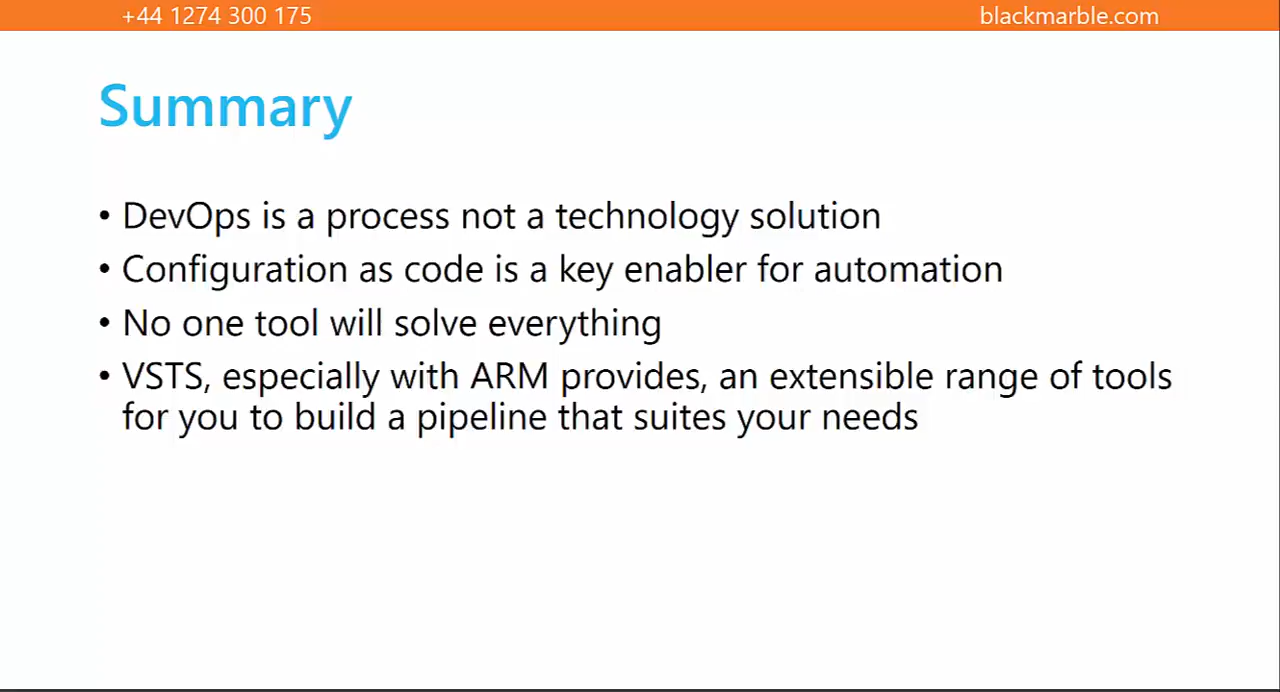 +44 1274 300 175
blackmarble.com
Summary
• DevOps is a process not a technology solution
• Configuration as code is a key enabler for automation
• No one tool will solve everything
• VSTS, especially with ARM provides, an extensible range of tools
for you to build a pipeline that suites your needs